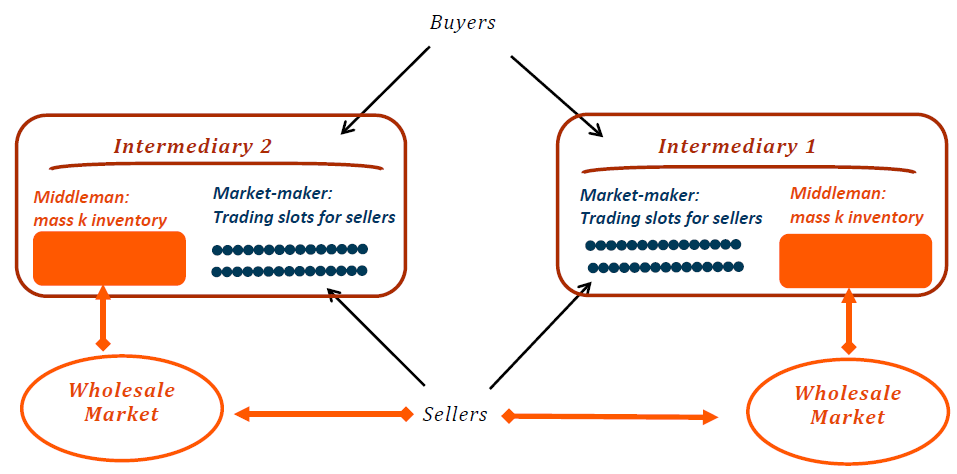 Buyers
Intermediary 2
Middleman:
mass k inventory
Market-maker:
Trading slots for sellers
Intermediary 1
Market-maker:
Trading slots for sellers
Middleman:
mass k inventory
Wholesale
Market
Sellers
Wholesale
Market